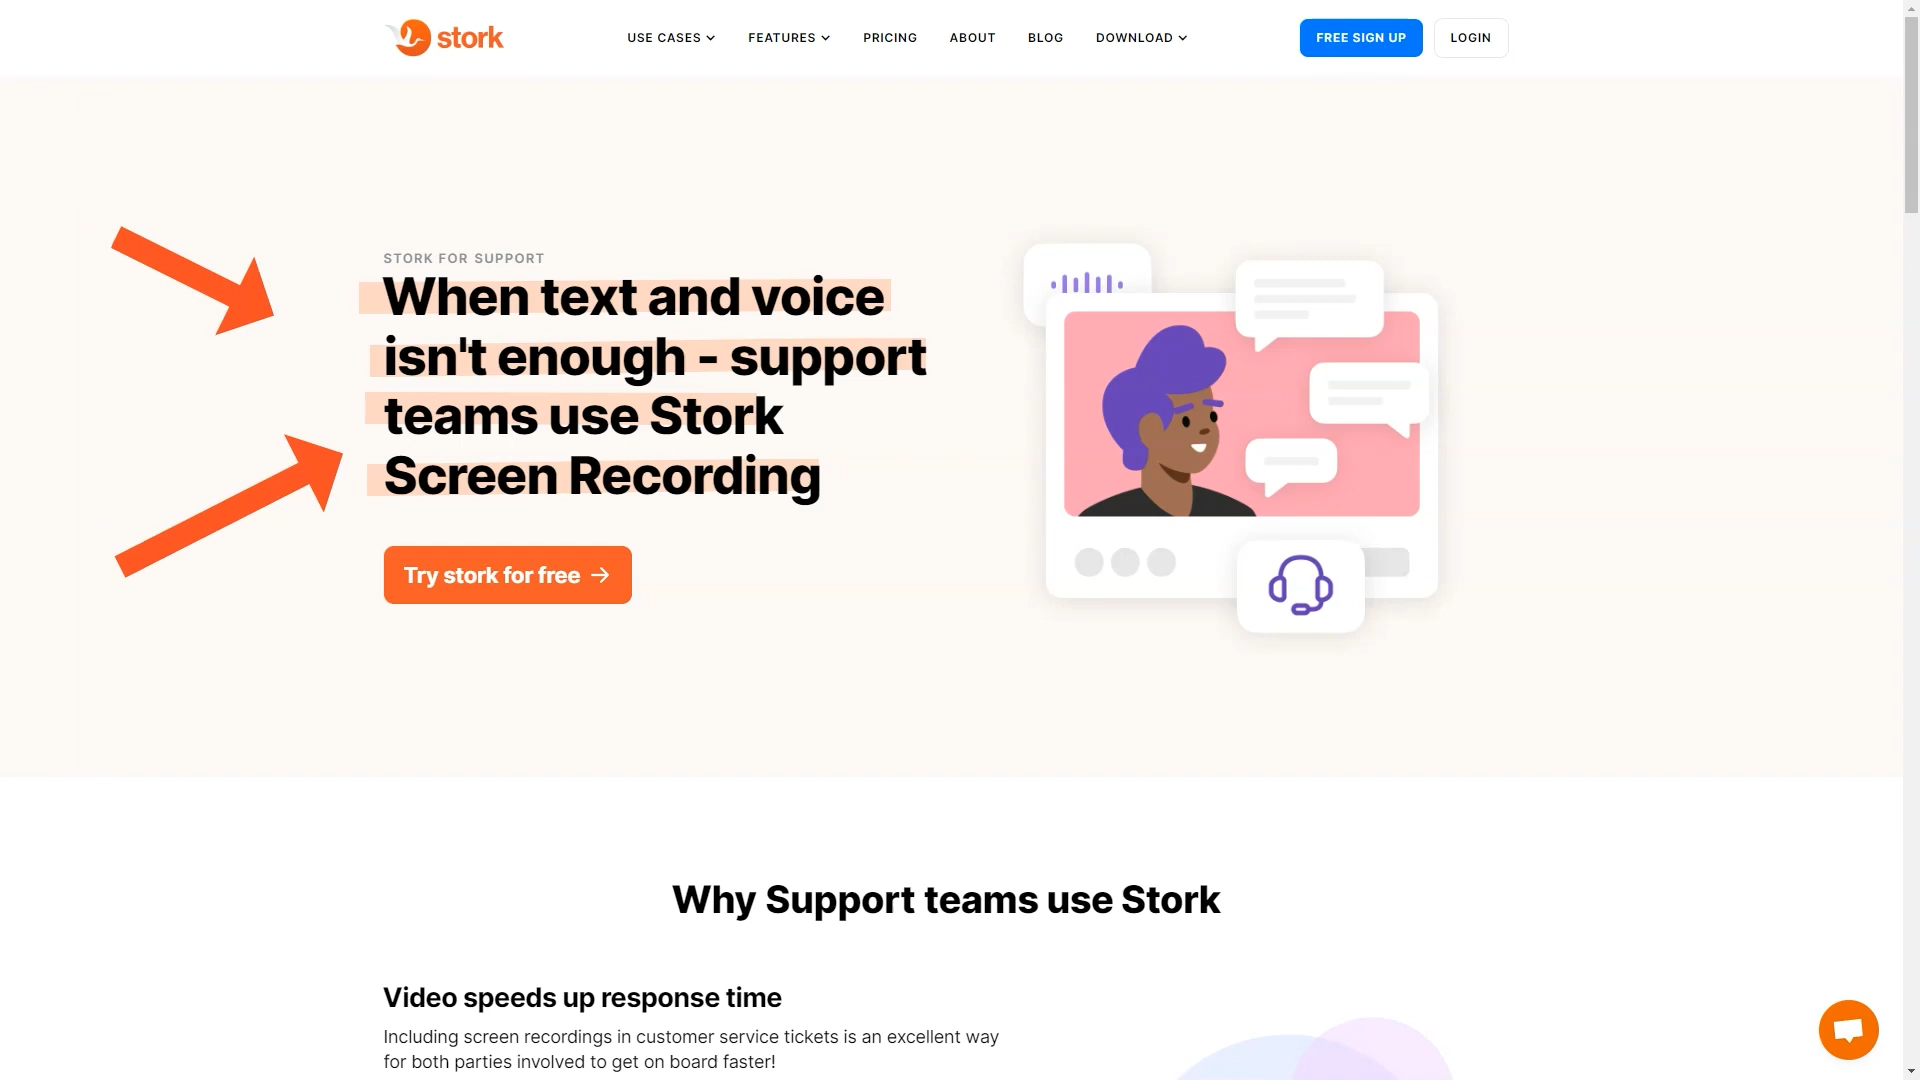 stork
USE CASES
FEATURES
PRICING
ABOUT
BLOG
DOWNLOAD
FREE SIGN UP
LOGIN
STORK FOR SUPPORT
When text and voice
isn't enough - support
teams use Stork
Screen Recording
Try stork for free →
Why Support teams use Stork
Video speeds up response time
Including screen recordings in customer service tickets is an excellent way
for both parties involved to get on board faster!